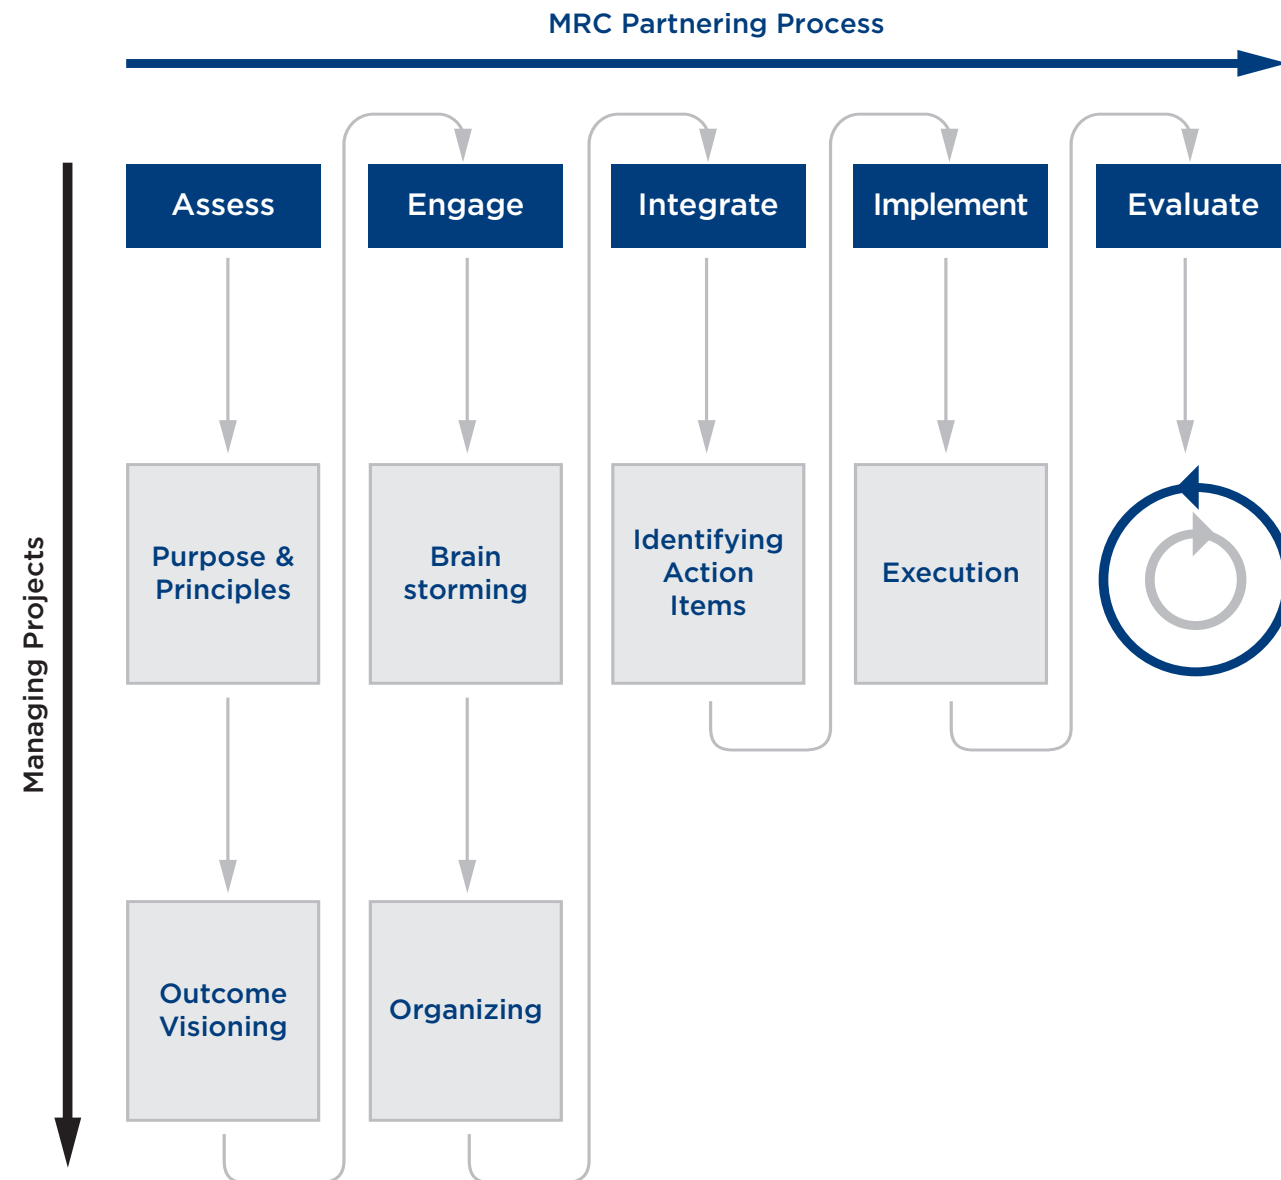 MRC Partnering Process
Managing Projects
Assess
Engage
Integrate
Implement
Evaluate
Purpose &
Principles
Brain
storming
Identifying
Action
Items
Execution
Outcome
Visioning
Organizing